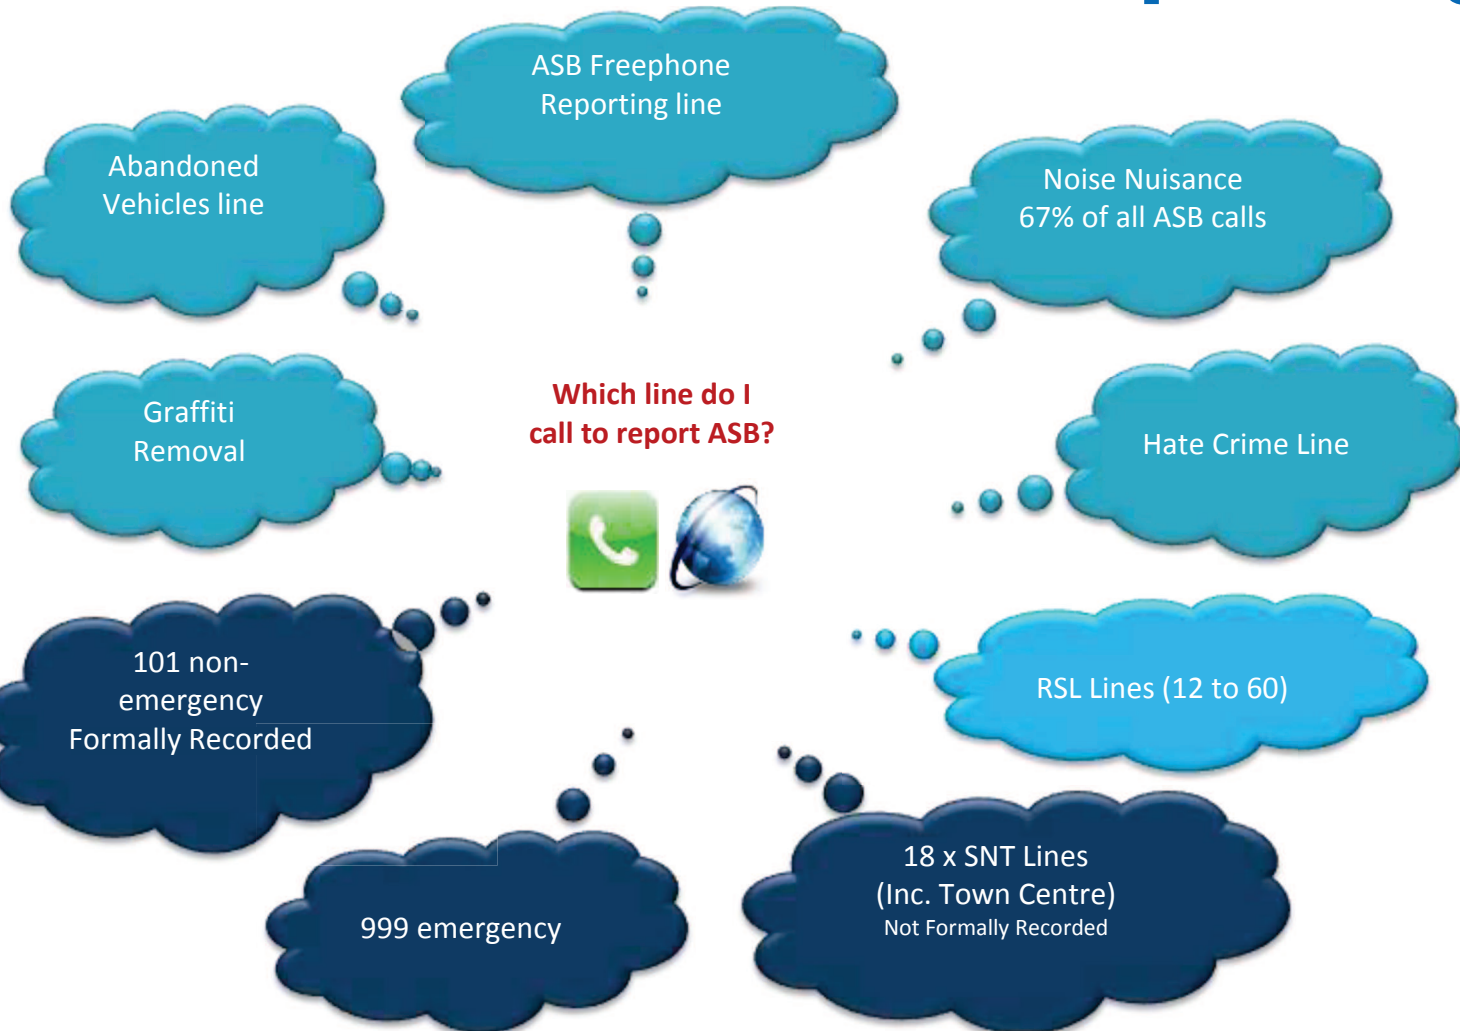 ASB Freephone
Reporting line
Abandoned
Vehicles line
Noise Nuisance
67% of all ASB calls
Graffiti
Removal
Which line do I
call to report ASB?
Hate Crime Line
101 non-
emergency
Formally Recorded
RSL Lines (12 to 60)
999 emergency
18 x SNT Lines
(Inc. Town Centre)
Not Formally Recorded